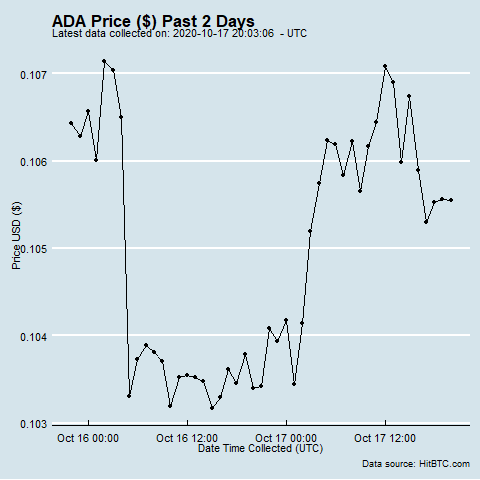 ADA Price ($) Past 2 Days
Latest data collected on: 2020-10-17 20:03:06  - UTC
0.107
0.106
0.105
0.104
0.103
Price USD ($)
Oct 16 00:00
Oct 16 12:00
Oct 17 00:00
Oct 17 12:00
Date Time Collected (UTC)
Data source: HitBTC.com